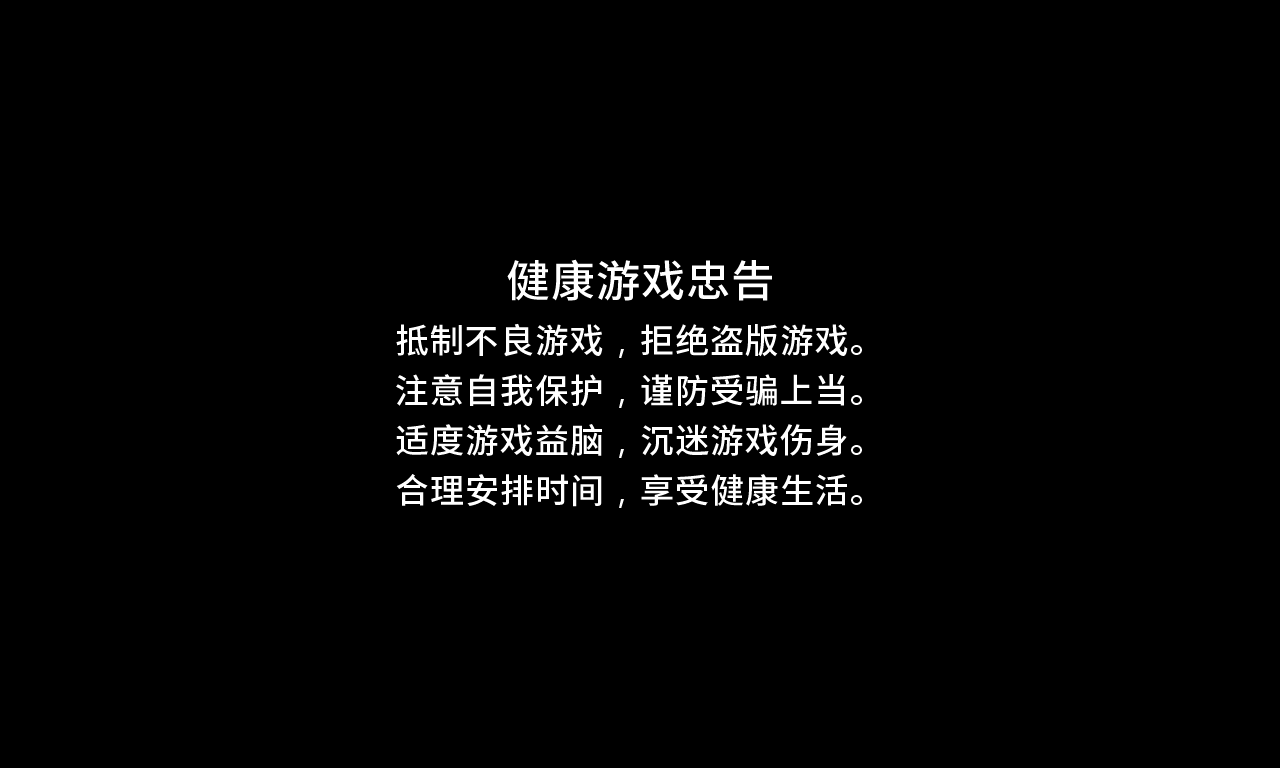 健康游戏忠告
抵制不良游戏，拒绝盗版游戏。
注意自我保护，谨防受骗上当。
适度游戏益脑，沉迷游戏伤身。
合理安排时间，享受健康生活。